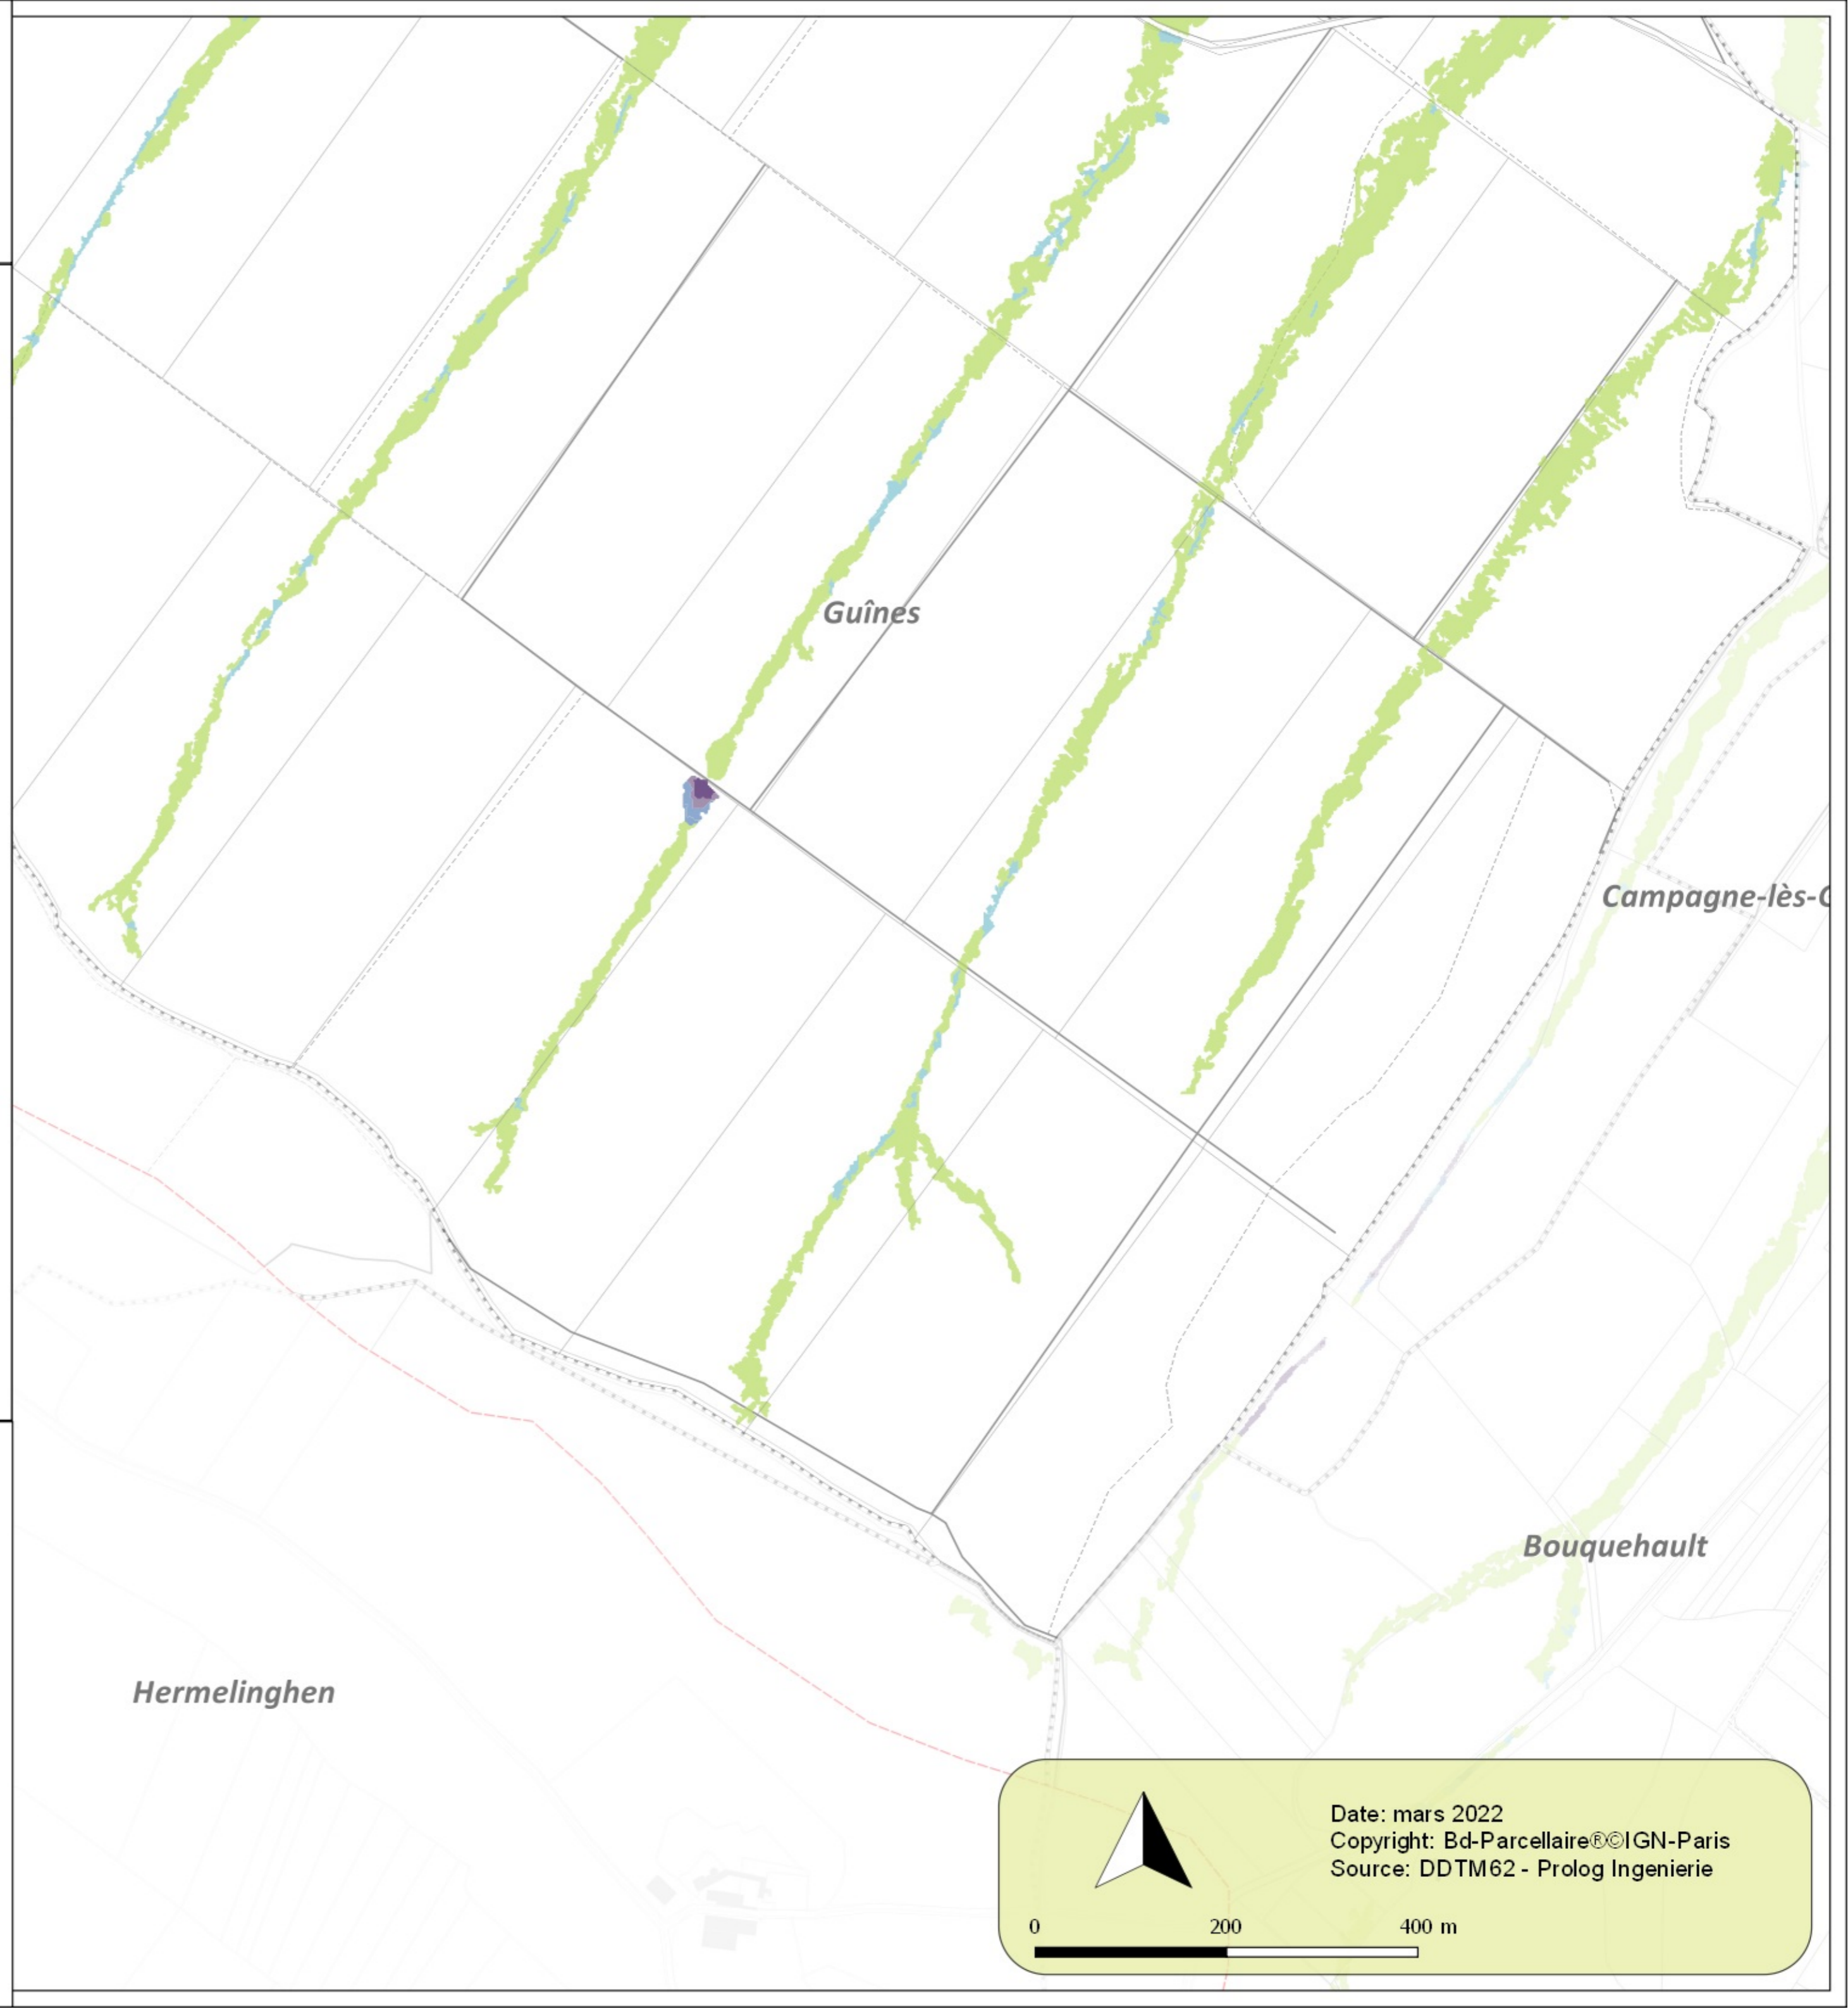 Guînes
Campagne-lès-C
Bouquehault
Hermelinghen
Date: mars 2022
Copyright: Bd-Parcellaire®©IGN-Paris
Source: DDTM62 - Prolog Ingenierie
0 200 400 m